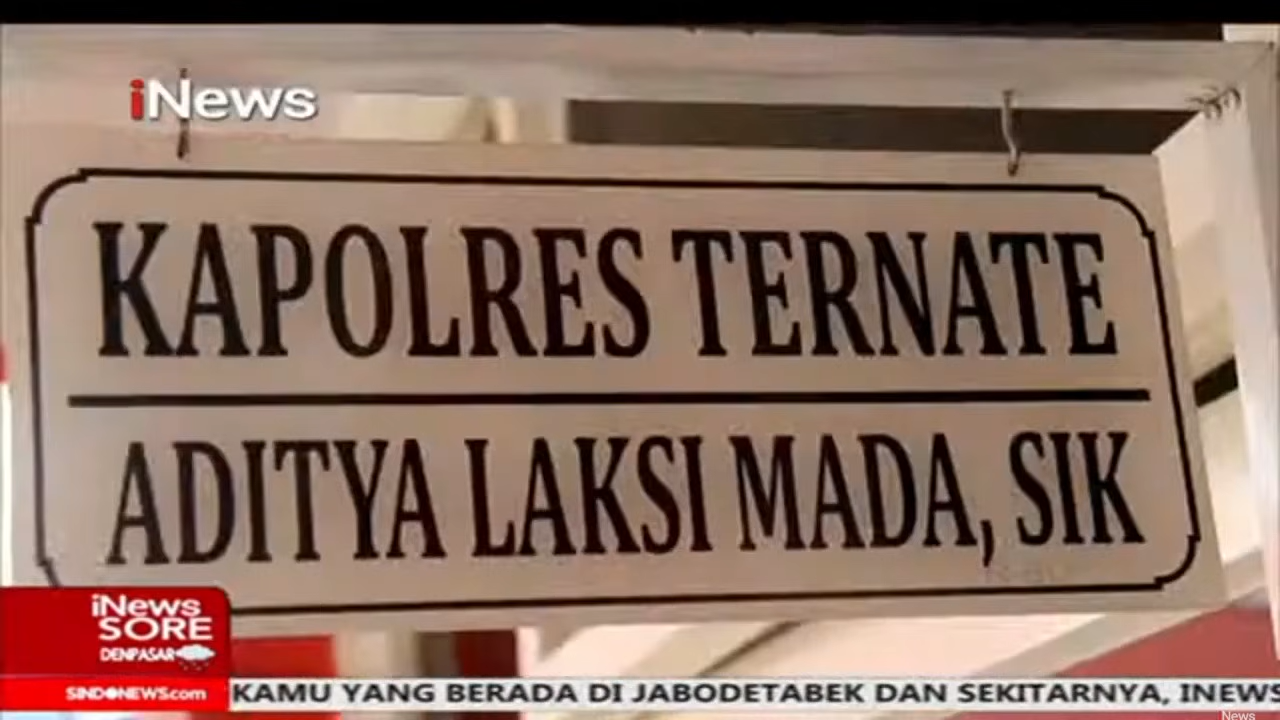 iNews
KAPOLRES TERNATE
ADITYA LAKSI MADA, SIK
iNews
SORE
DENPASAR
SINDONEWS.com
KAMU YANG BERADA DI JABODETABEK DAN SEKITARNYA, INEWS
News